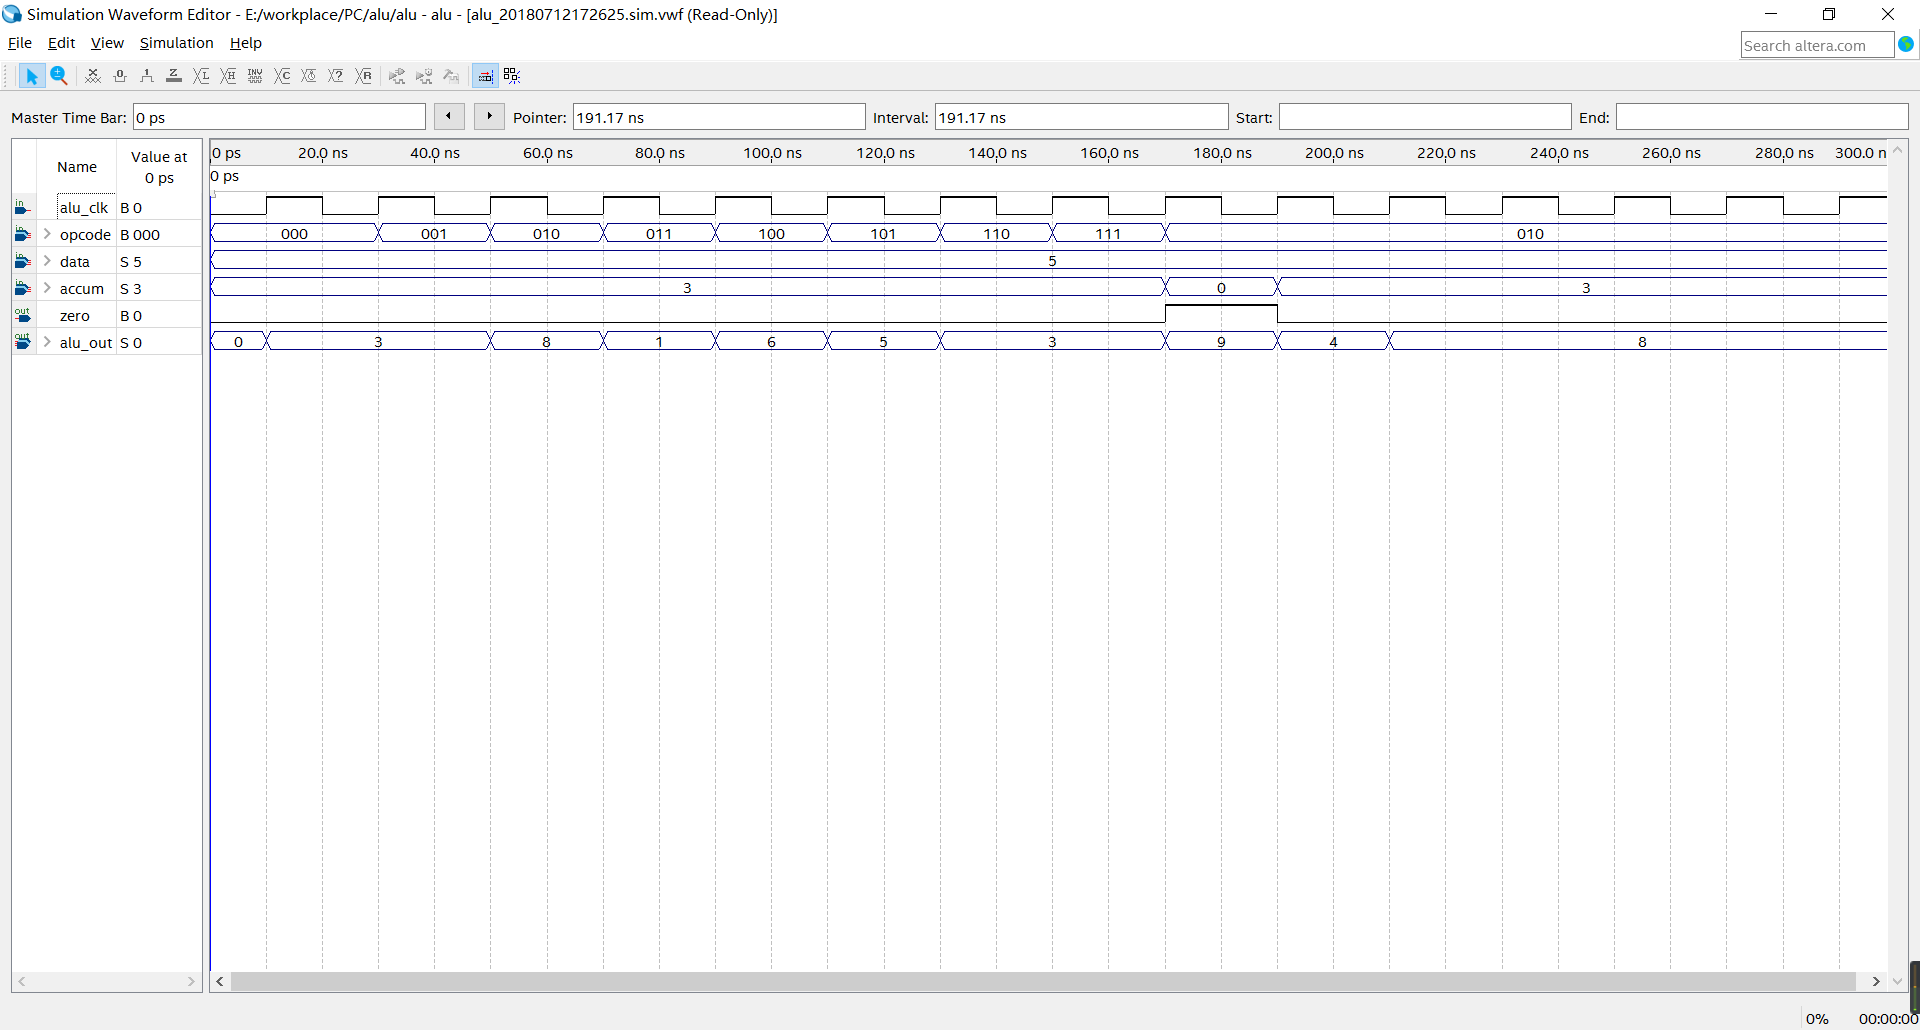 Simulation Waveform Editor - E:/workplace/PC/alu/alu - alu - [alu_20180712172625.sim.vwf (Read-Only)]
File Edit View Simulation Help
Search altera.com
Master Time Bar: 0 ps Pointer: 191.17 ns Interval: 191.17 ns Start: End:
Name Value at 0 ps
0 ps 20.0 ns 40.0 ns 60.0 ns 80.0 ns 100.0 ns 120.0 ns 140.0 ns 160.0 ns 180.0 ns 200.0 ns 220.0 ns 240.0 ns 260.0 ns 280.0 ns 300.0 n
0 ps
in alu_clk B 0
in opcode B 000 000 001 010 011 100 101 110 111 010
in data S 5 5
in accum S 3 3 0 3
out zero B 0
out alu_out S 0 0 3 8 1 6 5 3 9 4 8
0% 00:00:00